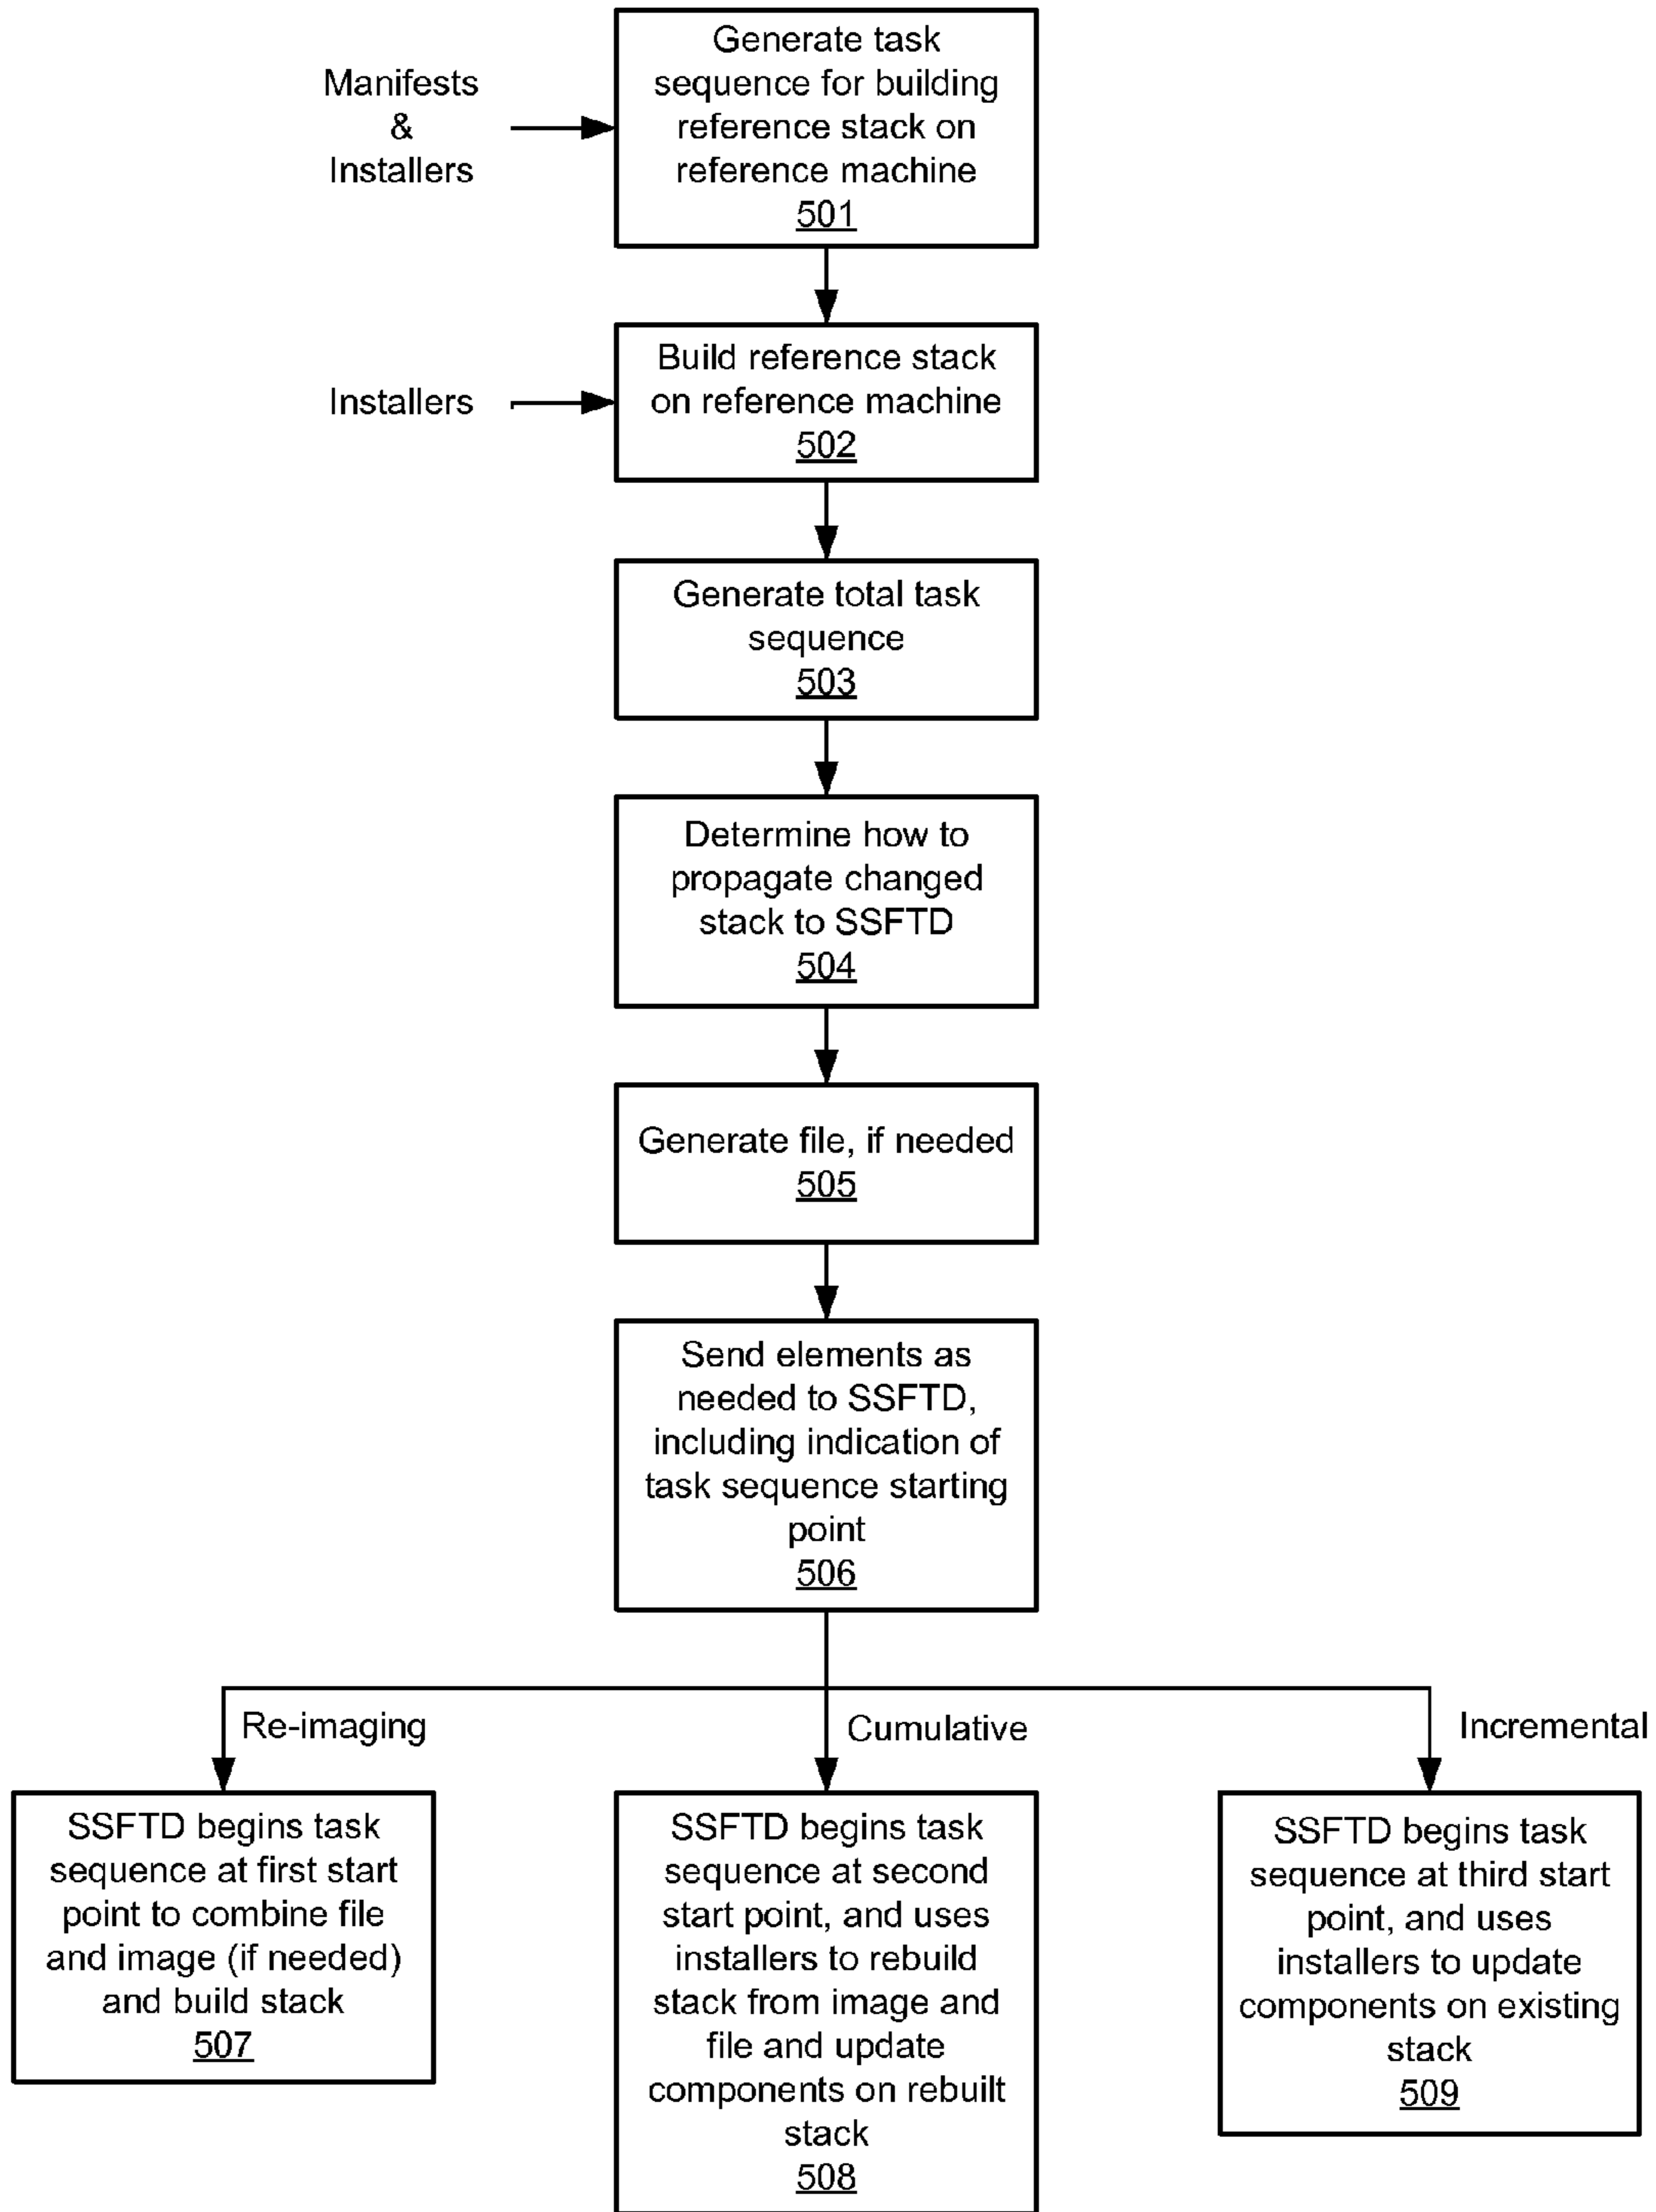 Manifests
&
Installers
Generate task
sequence for building
reference stack on
reference machine
501
Installers
Build reference stack
on reference machine
502
Generate total task
sequence
503
Determine how to
propagate changed
stack to SSFTD
504
Generate file, if needed
505
Send elements as
needed to SSFTD,
including indication of
task sequence starting
point
506
Re-imaging
Cumulative
Incremental
SSFTD begins task
sequence at first start
point to combine file
and image (if needed)
and build stack
507
SSFTD begins task
sequence at second
start point, and uses
installers to rebuild
stack from image and
file and update
components on rebuilt
stack
508
SSFTD begins task
sequence at third start
point, and uses
installers to update
components on existing
stack
509